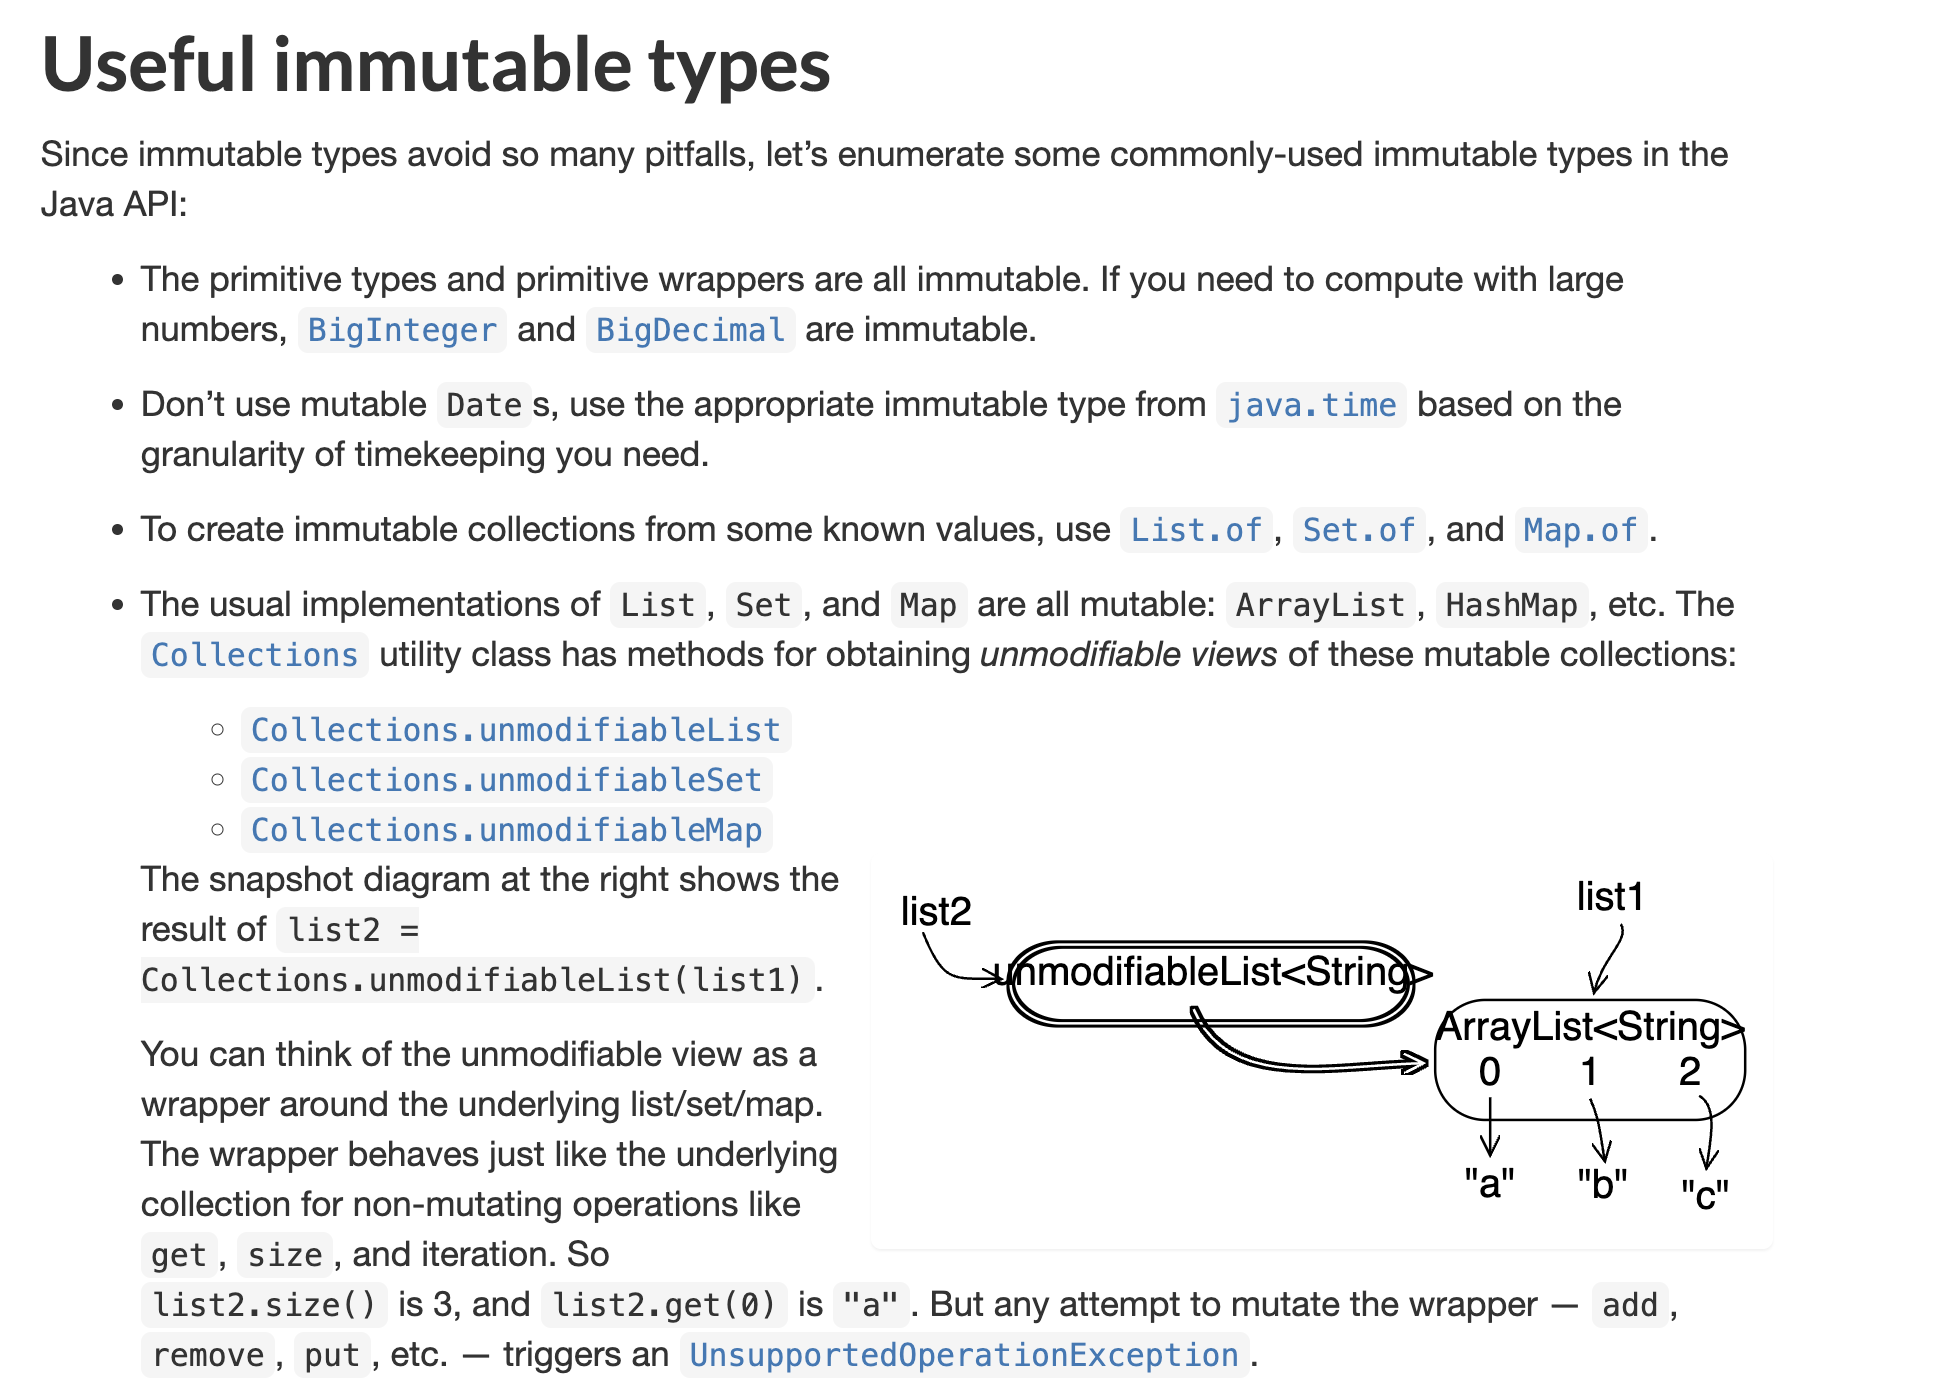 Useful immutable types
Since immutable types avoid so many pitfalls, let’s enumerate some commonly-used immutable types in the
Java API:
• The primitive types and primitive wrappers are all immutable. If you need to compute with large
numbers, BigInteger and BigDecimal are immutable.
• Don’t use mutable Date s, use the appropriate immutable type from java.time based on the
granularity of timekeeping you need.
• To create immutable collections from some known values, use List.of , Set.of , and Map.of .
• The usual implementations of List , Set , and Map are all mutable: ArrayList , HashMap , etc. The
Collections utility class has methods for obtaining unmodifiable views of these mutable collections:
◦ Collections.unmodifiableList
◦ Collections.unmodifiableSet
◦ Collections.unmodifiableMap
The snapshot diagram at the right shows the
result of list2 =
Collections.unmodifiableList(list1) .
You can think of the unmodifiable view as a
wrapper around the underlying list/set/map.
The wrapper behaves just like the underlying
collection for non-mutating operations like
get , size , and iteration. So
list2.size() is 3, and list2.get(0) is "a" . But any attempt to mutate the wrapper — add ,
remove , put , etc. — triggers an UnsupportedOperationException .
list2
list1
unmodifiableList<String>
ArrayList<String>
0 1 2
"a" "b" "c"